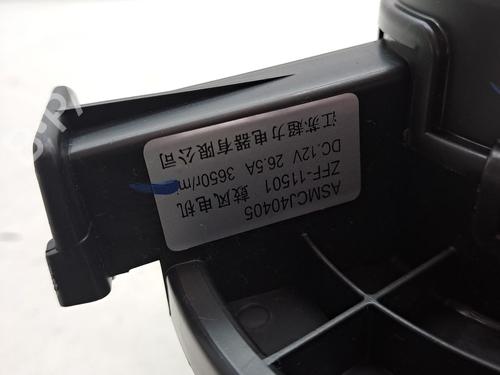 ASMCJ40405
ZFF-11501 鼓风电机
DC.12V 26.5A 3650r/mi
江苏超力电器有限公司